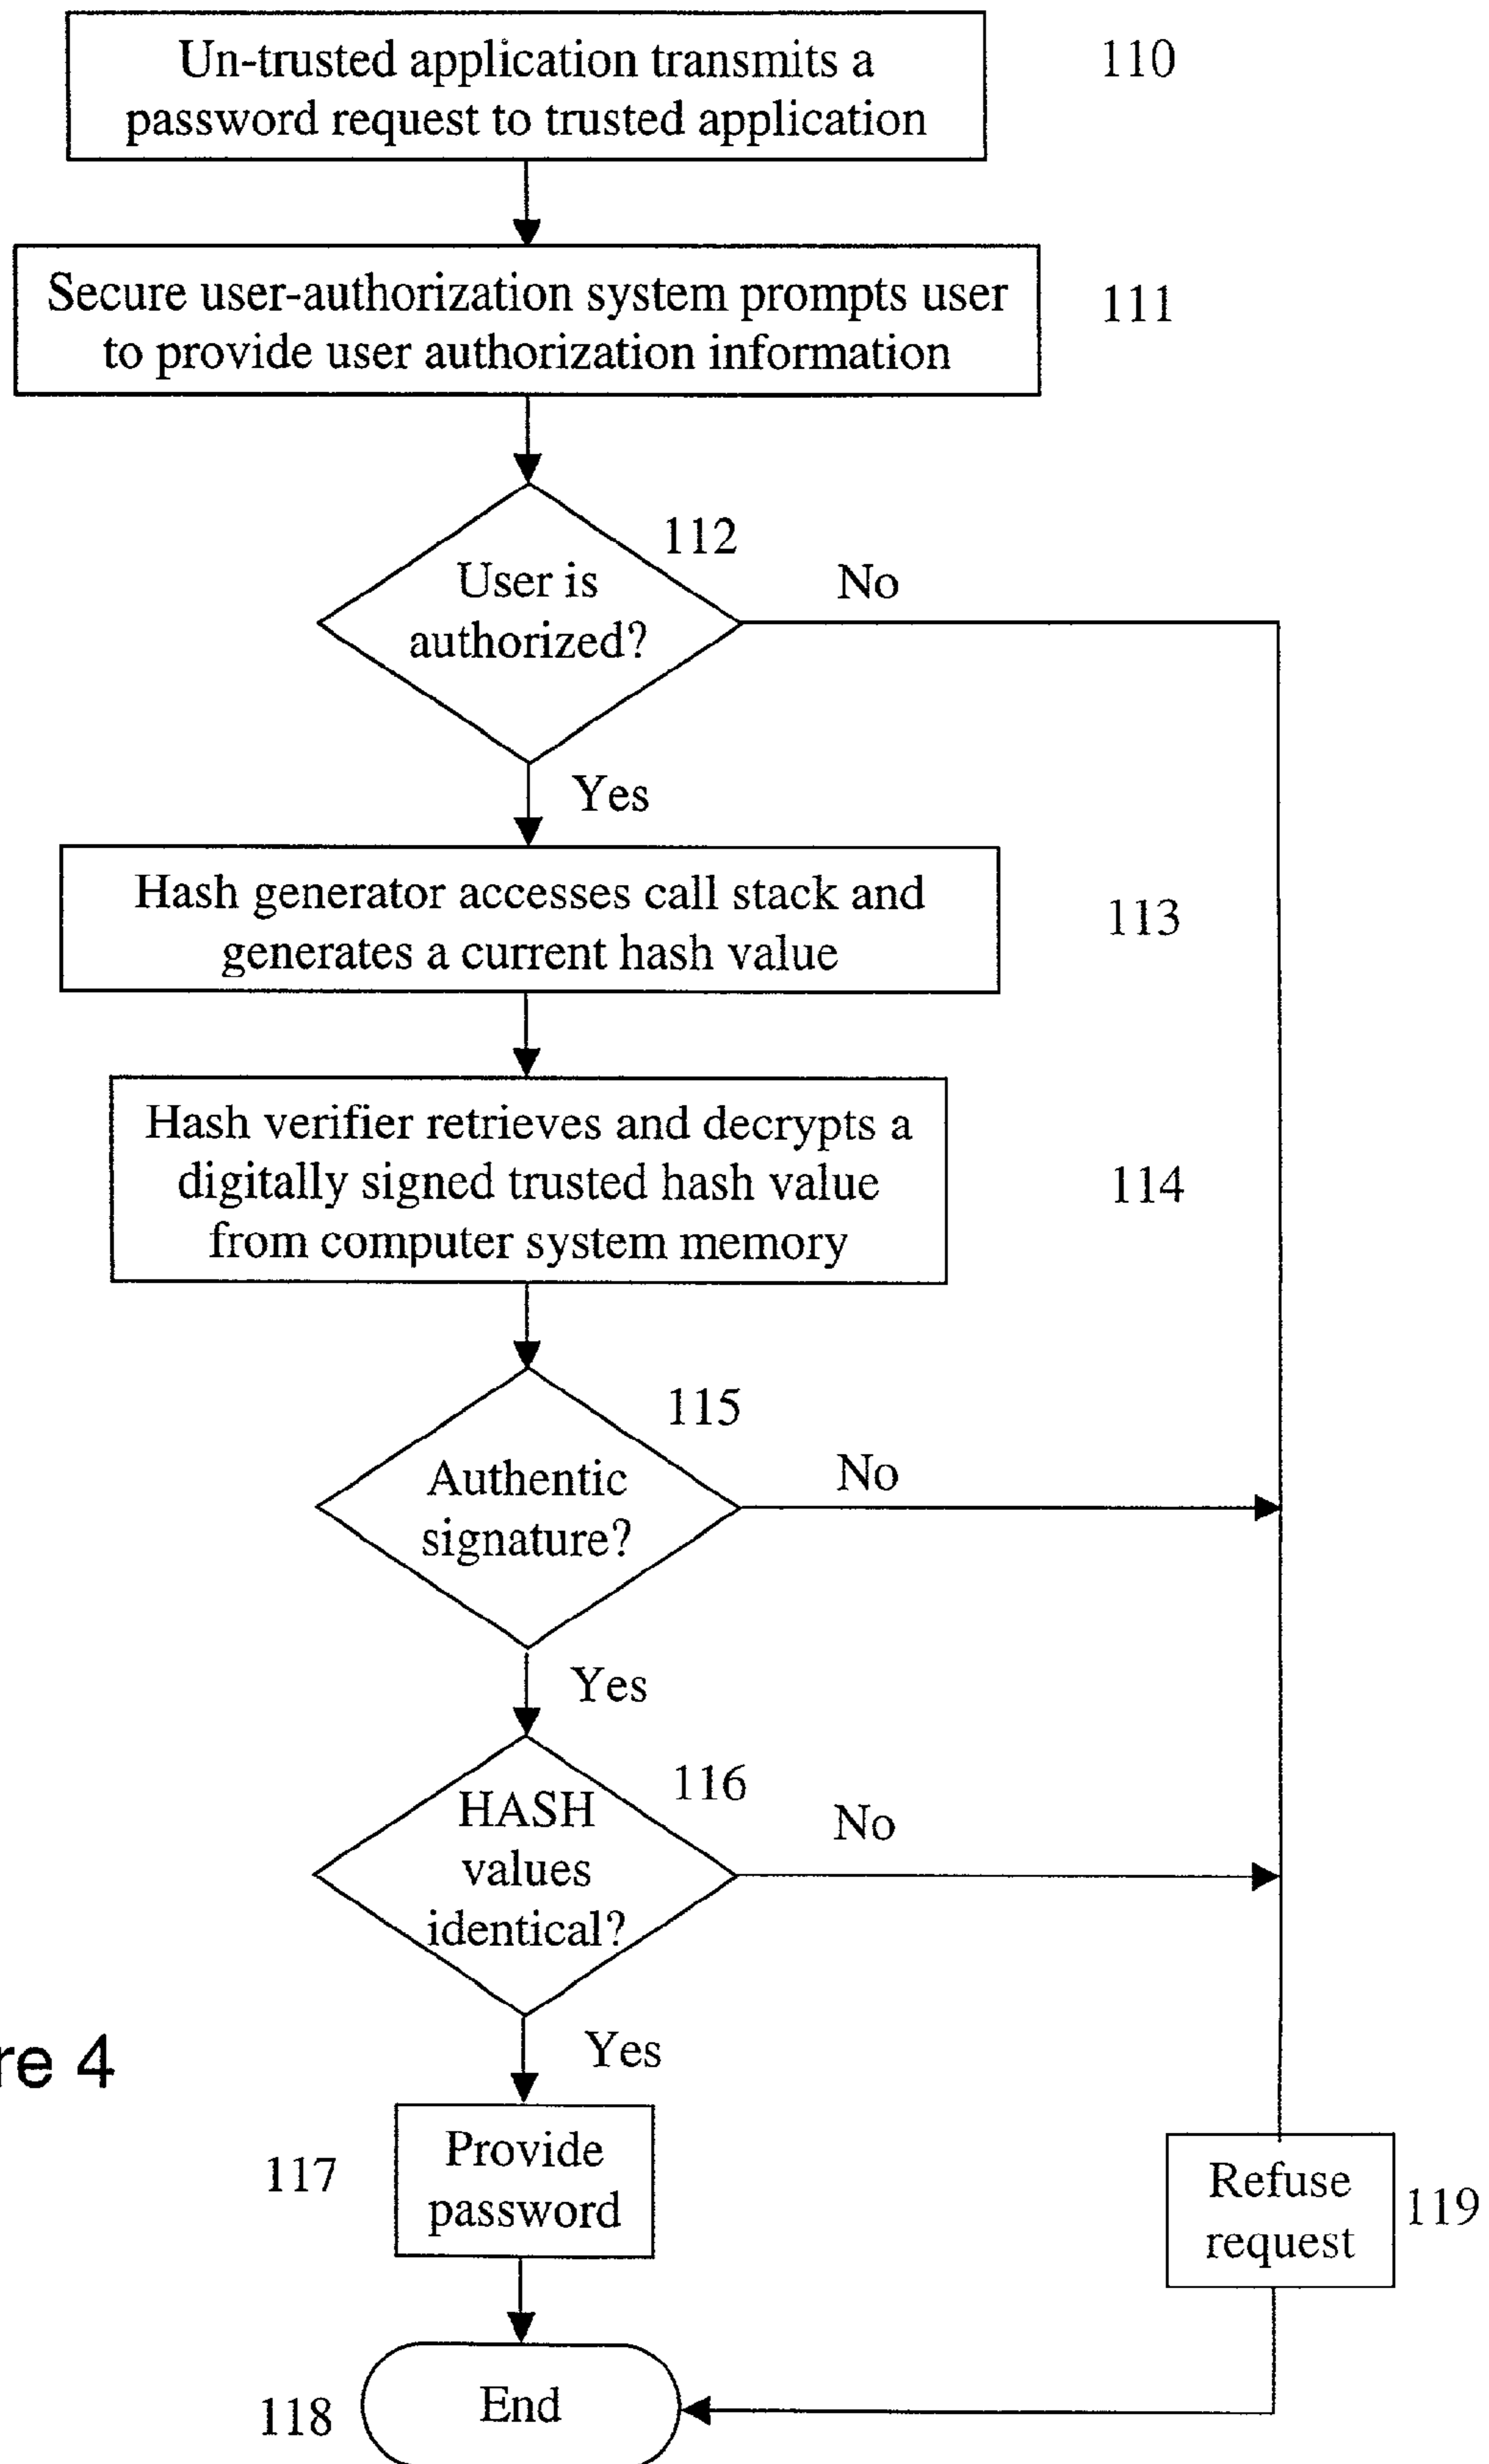 Un-trusted application transmits a
password request to trusted application
110
Secure user-authorization system prompts user
to provide user authorization information
111
112
User is
authorized?
No
Yes
Hash generator accesses call stack and
generates a current hash value
113
Hash verifier retrieves and decrypts a
digitally signed trusted hash value
from computer system memory
114
115
Authentic
signature?
No
Yes
116
HASH
values
identical?
No
Yes
re 4
Provide
password
117
Refuse
request
119
End
118